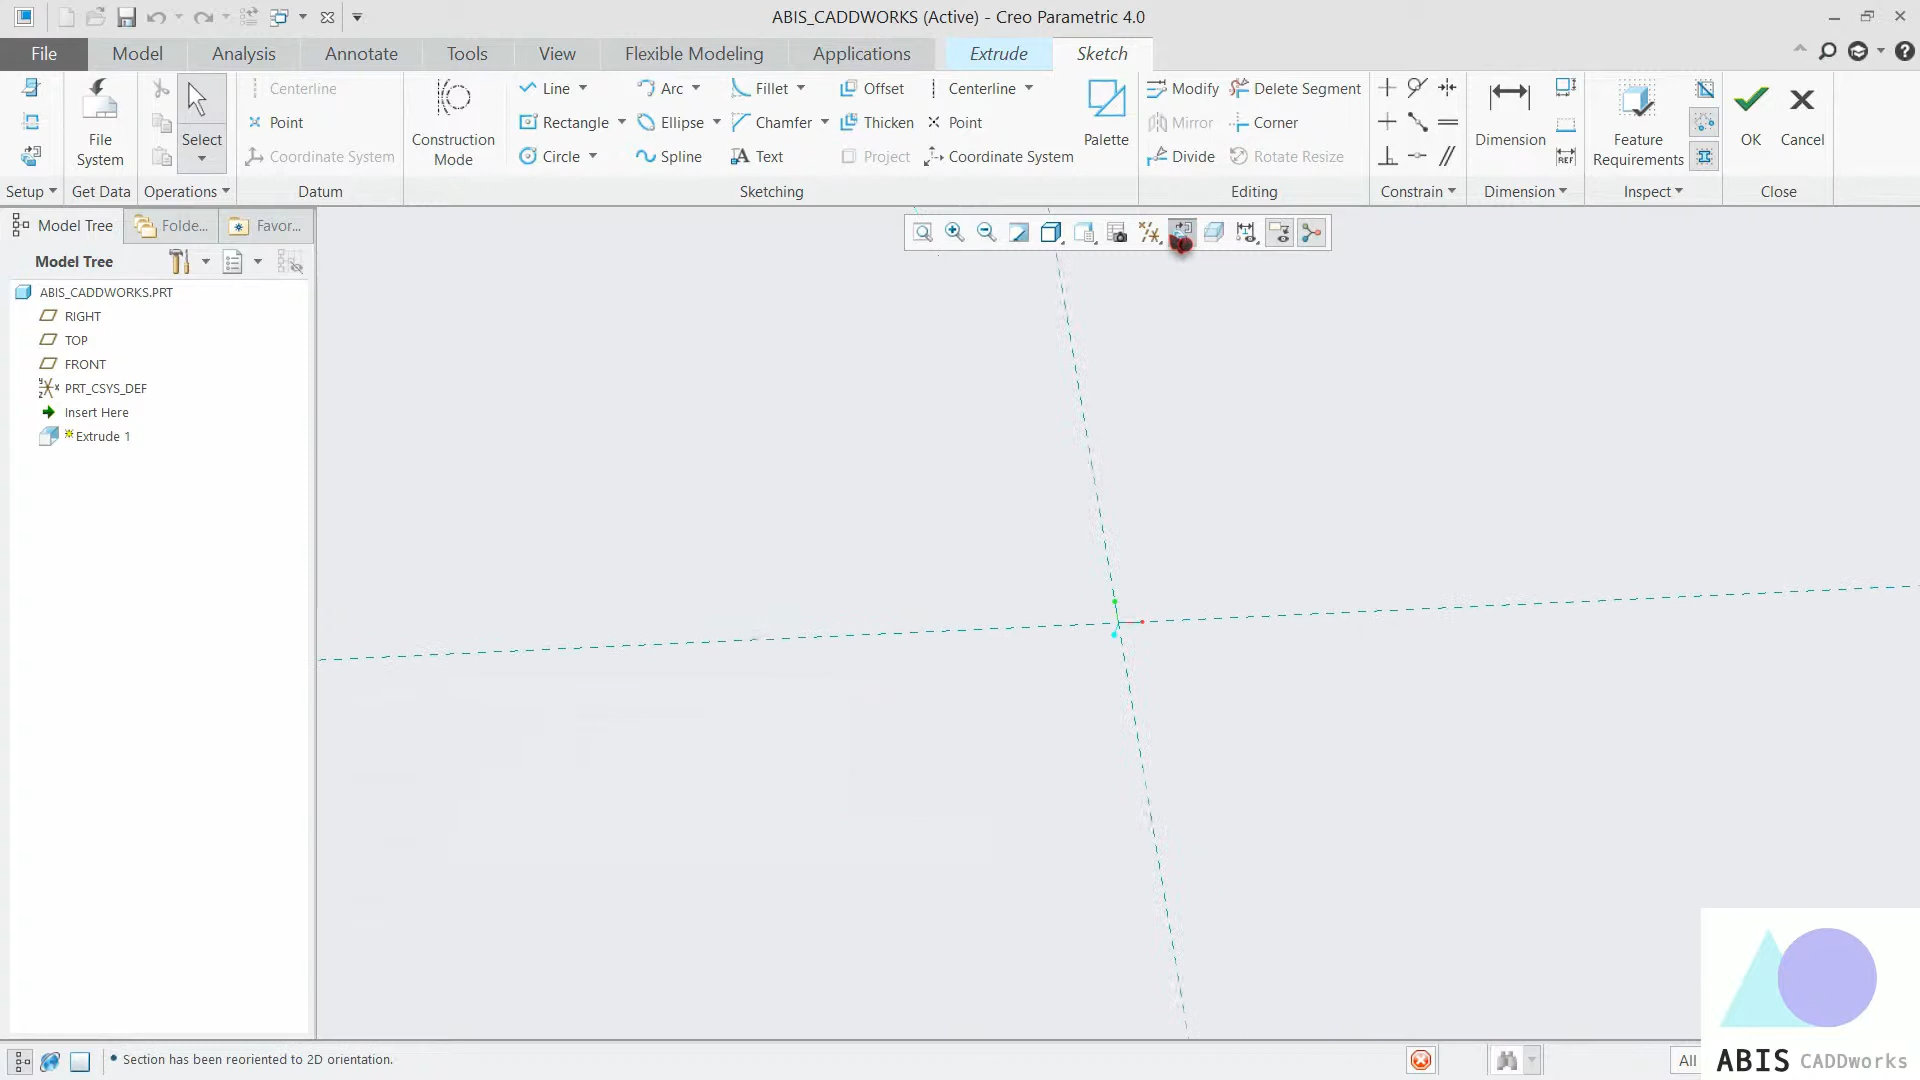 ABIS_CADDWORKS (Active) - Creo Parametric 4.0
File Model Analysis Annotate Tools View Flexible Modeling Applications Extrude Sketch
Centerline Line Arc Fillet Offset Centerline Modify Delete Segment
Point Rectangle Ellipse Chamfer Thicken Point Mirror Corner
File System Select Construction Mode Palette Dimension Feature Requirements OK Cancel
Coordinate System Circle Spline Text Project Coordinate System Divide Rotate Resize REF
Setup Get Data Operations Datum Sketching Editing Constrain Dimension Inspect Close
Model Tree Folde... Favor...
Model Tree
ABIS_CADDWORKS.PRT
RIGHT
TOP
FRONT
PRT_CSYS_DEF
Insert Here
Extrude 1
Section has been reoriented to 2D orientation.
All
ABIS CADDworks